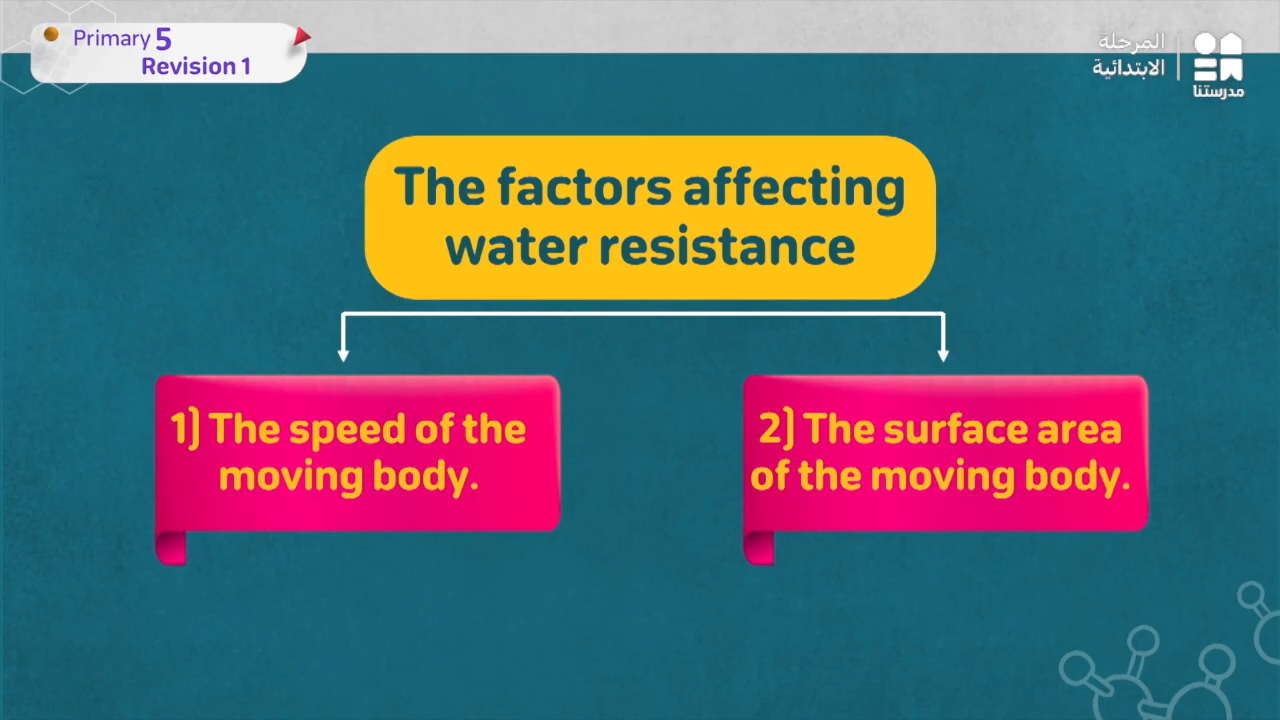 Primary 5
Revision 1
المرحلة
الابتدائية
مدرستنا
The factors affecting
water resistance
1) The speed of the
moving body.
2) The surface area
of the moving body.